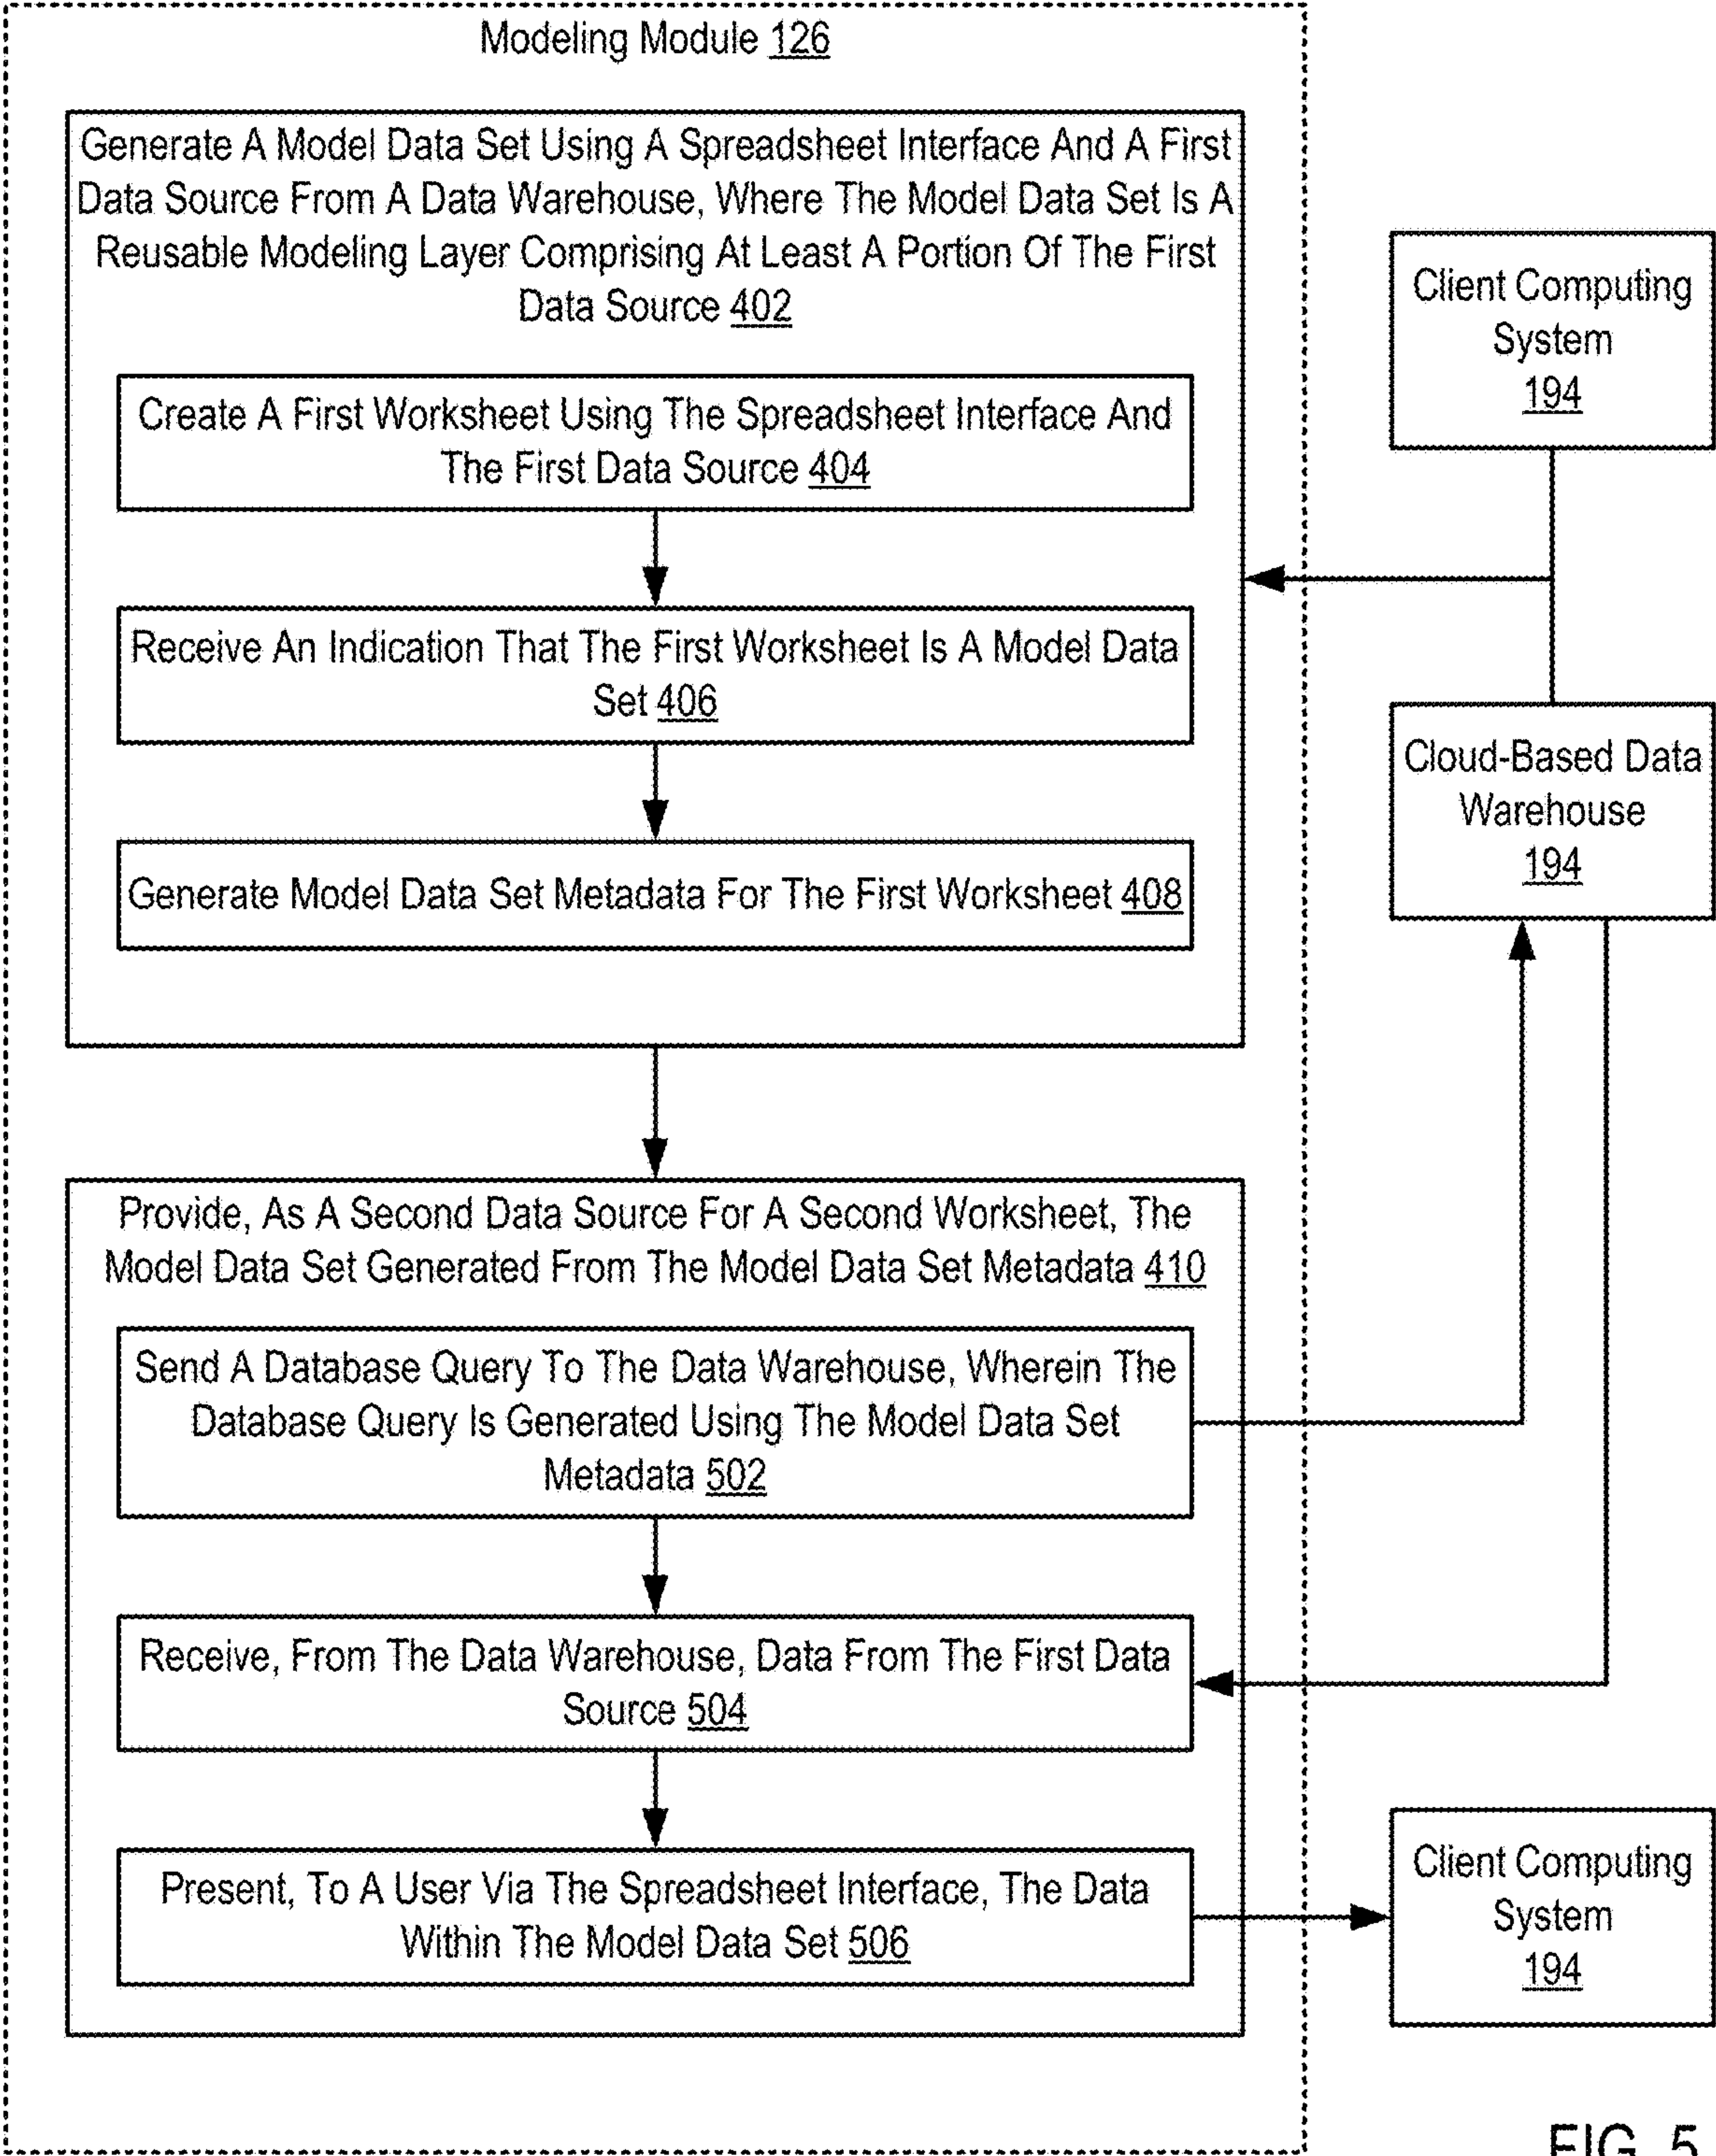 Modeling Module 126
Generate A Model Data Set Using A Spreadsheet Interface And A First
Data Source From A Data Warehouse, Where The Model Data Set Is A
Reusable Modeling Layer Comprising At Least A Portion Of The First
Data Source 402
Create A First Worksheet Using The Spreadsheet Interface And
The First Data Source 404
Receive An Indication That The First Worksheet Is A Model Data
Set 406
Generate Model Data Set Metadata For The First Worksheet 408
Client Computing
System
194
Cloud-Based Data
Warehouse
194
Provide, As A Second Data Source For A Second Worksheet, The
Model Data Set Generated From The Model Data Set Metadata 410
Send A Database Query To The Data Warehouse, Wherein The
Database Query Is Generated Using The Model Data Set
Metadata 502
Receive, From The Data Warehouse, Data From The First Data
Source 504
Present, To A User Via The Spreadsheet Interface, The Data
Within The Model Data Set 506
Client Computing
System
194
FIG. 5